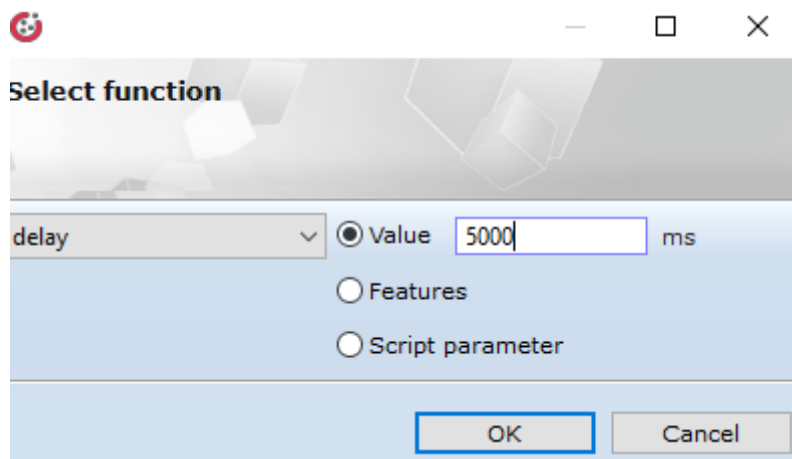 Select function
delay Value 5000 ms
Features
Script parameter
OK Cancel